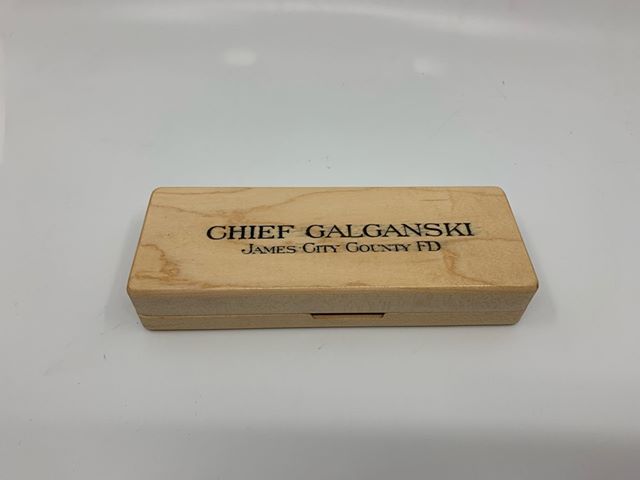 CHIEF GALGANSKI
JAMES CITY COUNTY FD